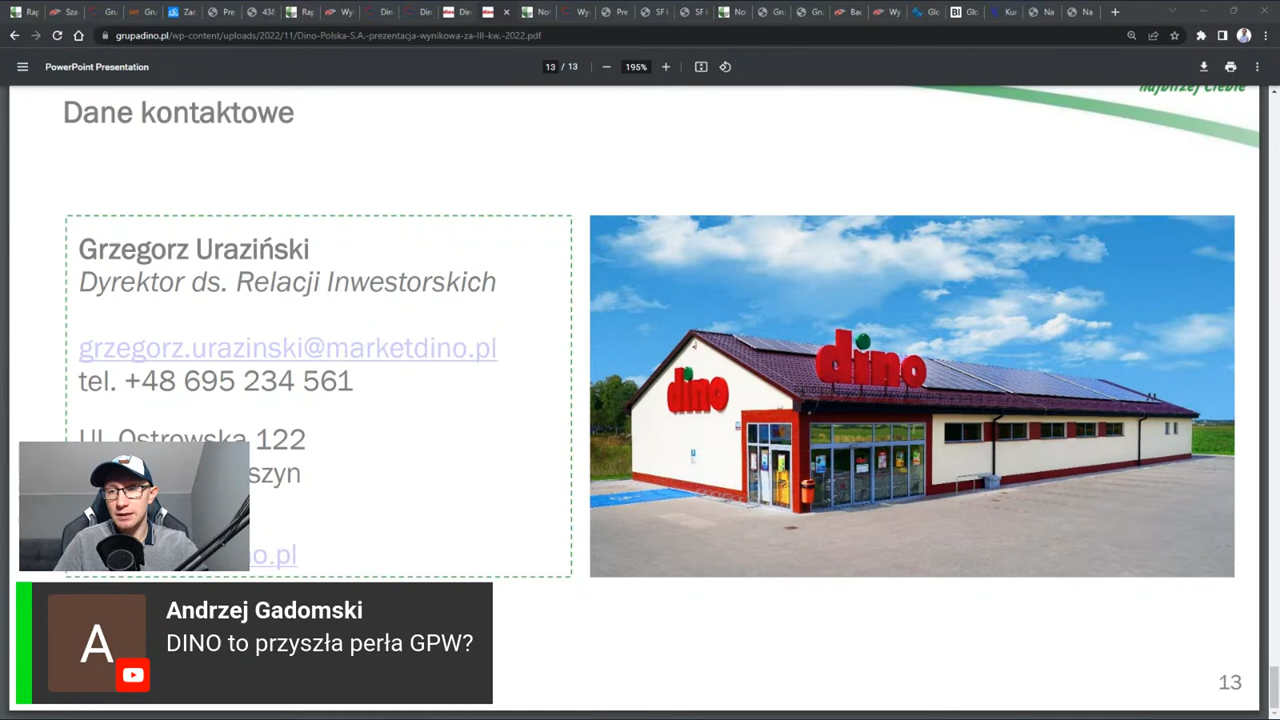 grupadino.pl/wp-content/uploads/2022/11/Dino-Polska-S.A.-prezentacja-wynikowa-za-III-kw.-2022.pdf
PowerPoint Presentation
13 / 13
195%
najbliżej Ciebie
Dane kontaktowe
Grzegorz Uraziński
Dyrektor ds. Relacji Inwestorskich
grzegorz.urazinski@marketdino.pl
tel. +48 695 234 561
Ul. Ostrowska 122
szyn
o.pl
dino
dino
A
Andrzej Gadomski
DINO to przyszła perła GPW?
13